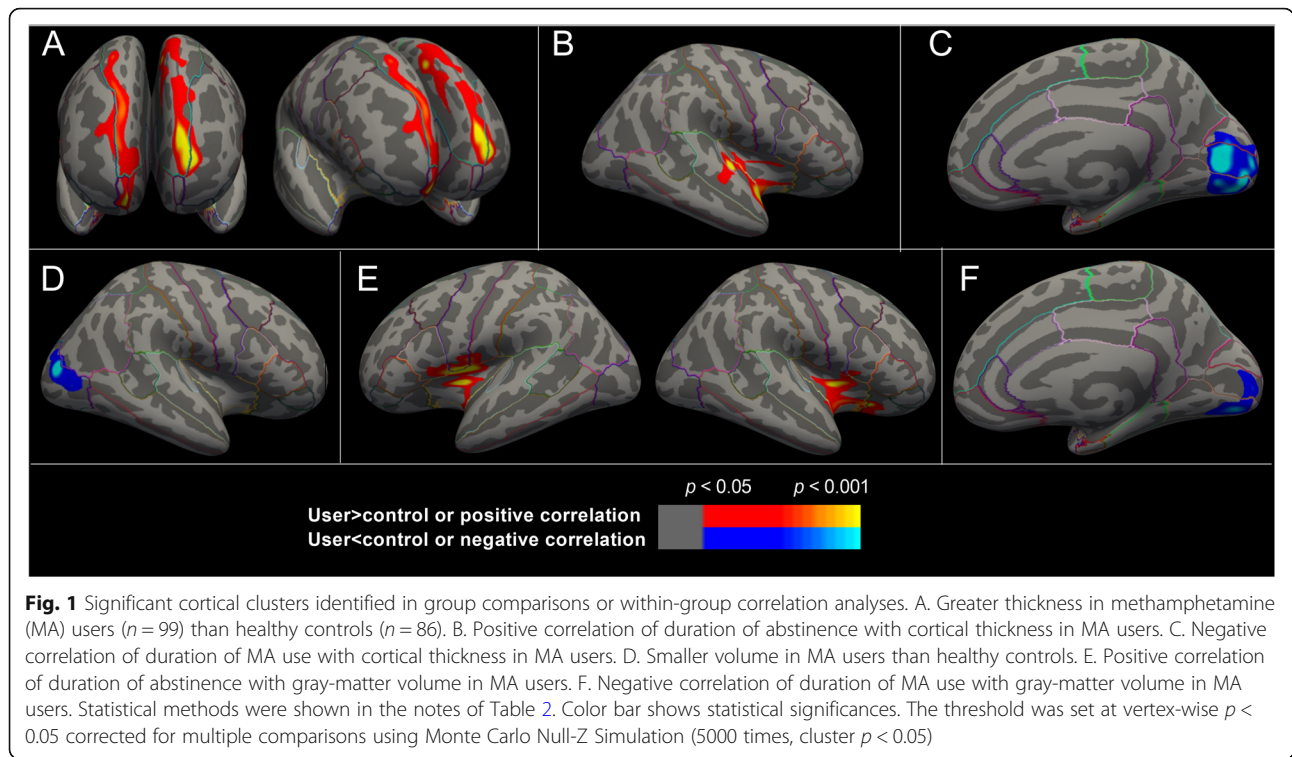 A
B
C
D
E
F
p < 0.05
p < 0.001
User>control or positive correlation
User<control or negative correlation
Fig. 1 Significant cortical clusters identified in group comparisons or within-group correlation analyses. A. Greater thickness in methamphetamine
(MA) users (n = 99) than healthy controls (n = 86). B. Positive correlation of duration of abstinence with cortical thickness in MA users. C. Negative
correlation of duration of MA use with cortical thickness in MA users. D. Smaller volume in MA users than healthy controls. E. Positive correlation
of duration of abstinence with gray-matter volume in MA users. F. Negative correlation of duration of MA use with gray-matter volume in MA
users. Statistical methods were shown in the notes of Table 2. Color bar shows statistical significances. The threshold was set at vertex-wise p <
0.05 corrected for multiple comparisons using Monte Carlo Null-Z Simulation (5000 times, cluster p < 0.05)